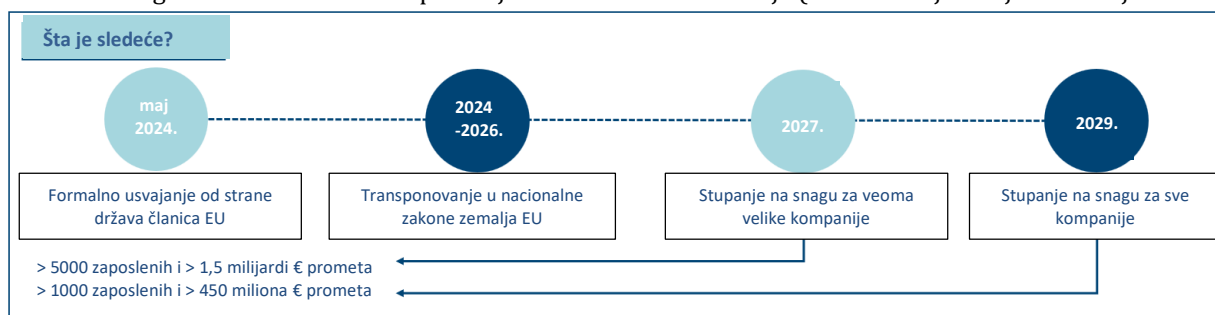 Šta je sledeće?
maj
2024.
2024
-2026.
2027.
2029.
Formalno usvajanje od strane
država članica EU
Transponovanje u nacionalne
zakone zemalja EU
Stupanje na snagu za veoma
velike kompanije
Stupanje na snagu za sve
kompanije
> 5000 zaposlenih i > 1,5 milijardi € prometa
> 1000 zaposlenih i > 450 miliona € prometa